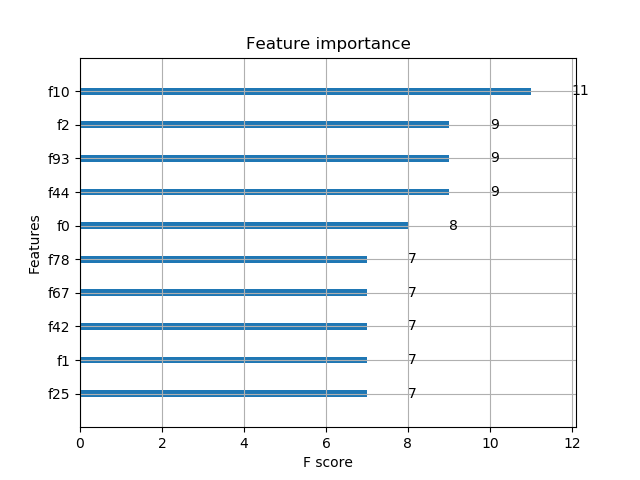 Feature importance
f10 11
f2 9
f93 9
f44 9
f0 8
f78 7
f67 7
f42 7
f1 7
f25 7
Features
0 2 4 6 8 10 12
F score